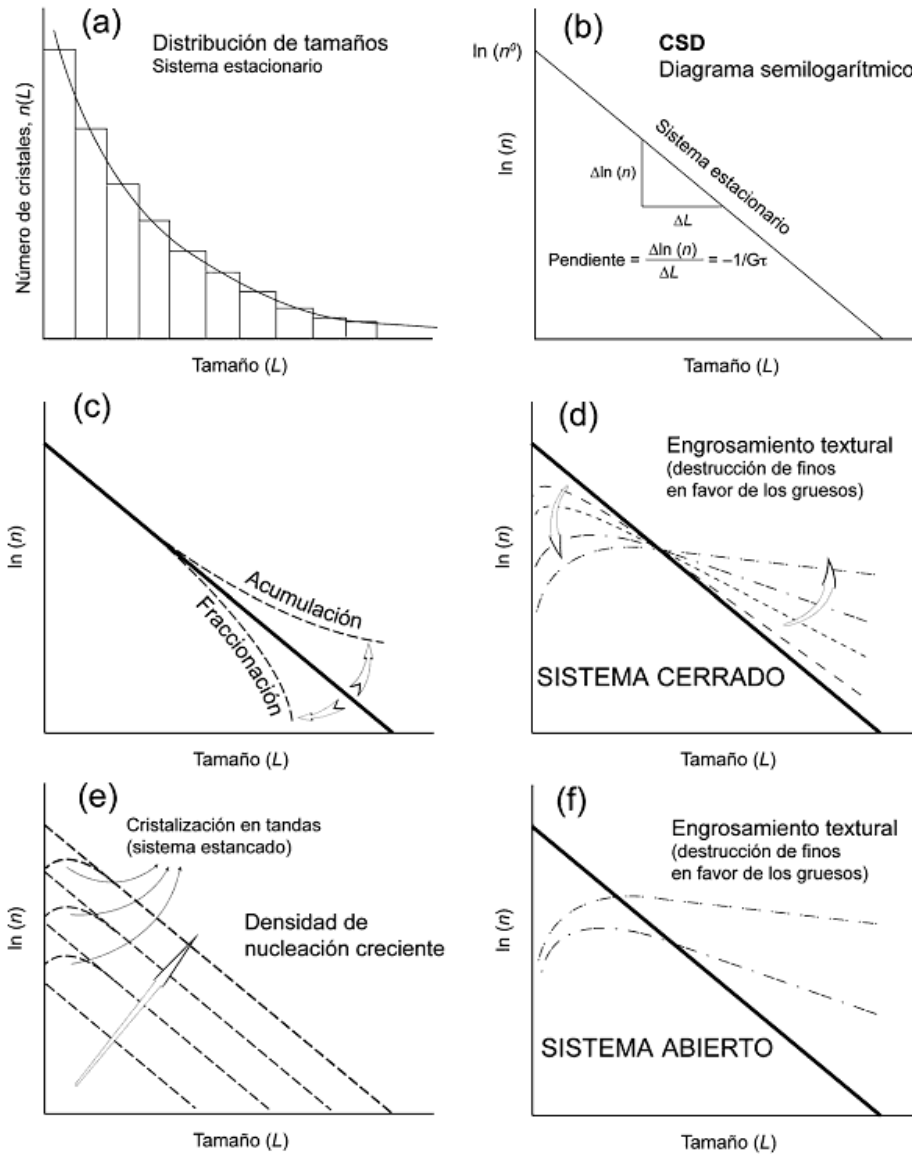 (a)
Distribución de tamaños
Sistema estacionario
Número de cristales, n(L)
Tamaño (L)
(b)
CSD
Diagrama semilogarítmico
ln (n⁰)
ln (n)
Sistema estacionario
Δln (n)
ΔL
Pendiente = Δln (n) / ΔL = –1/Gτ
Tamaño (L)
(c)
ln (n)
Acumulación
Fraccionación
Tamaño (L)
(d)
Engrosamiento textural
(destrucción de finos
en favor de los gruesos)
ln (n)
SISTEMA CERRADO
Tamaño (L)
(e)
Cristalización en tandas
(sistema estancado)
Densidad de
nucleación creciente
ln (n)
Tamaño (L)
(f)
Engrosamiento textural
(destrucción de finos
en favor de los gruesos)
ln (n)
SISTEMA ABIERTO
Tamaño (L)